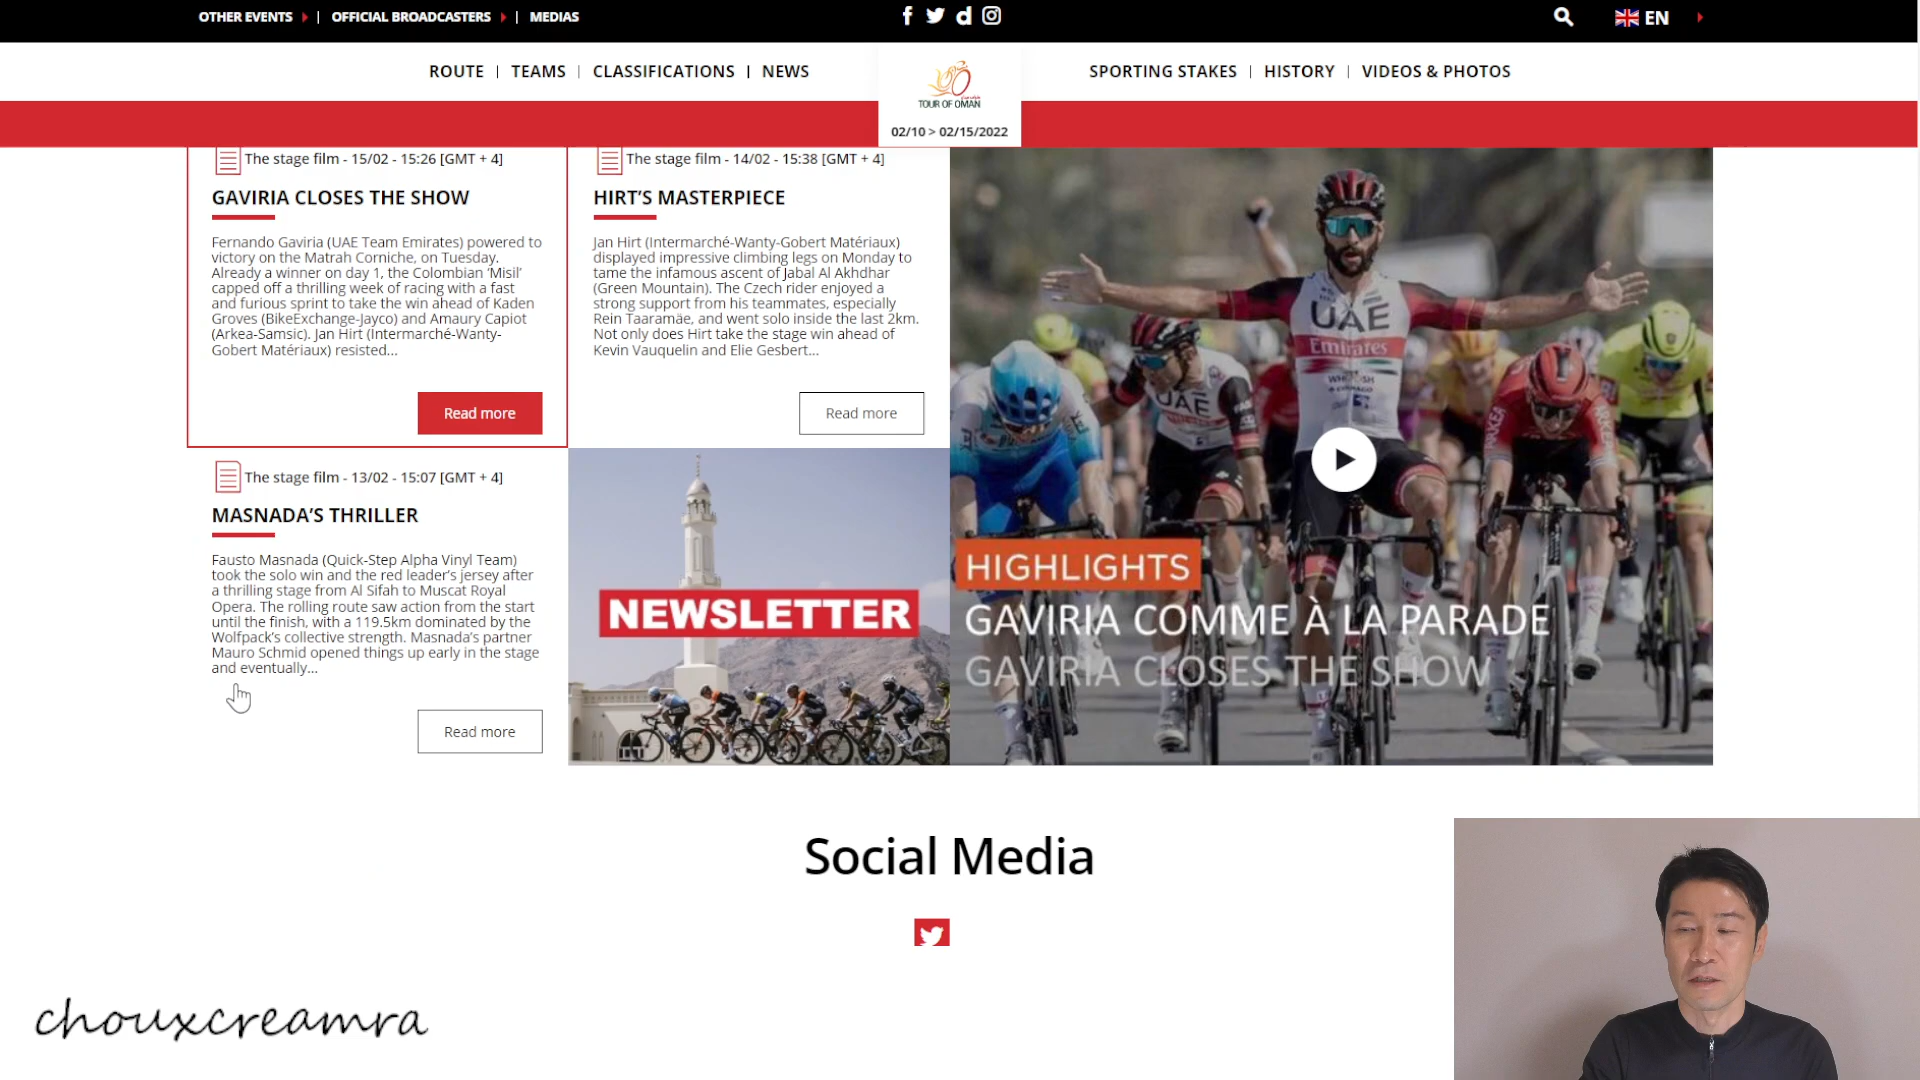 OTHER EVENTS | OFFICIAL BROADCASTERS | MEDIAS
EN
ROUTE | TEAMS | CLASSIFICATIONS | NEWS
SPORTING STAKES | HISTORY | VIDEOS & PHOTOS
TOUR OF OMAN
02/10 > 02/15/2022
The stage film - 15/02 - 15:26 [GMT + 4]
GAVIRIA CLOSES THE SHOW
Fernando Gaviria (UAE Team Emirates) powered to
victory on the Matrah Corniche, on Tuesday.
Already a winner on day 1, the Colombian ‘Misil’
capped off a thrilling week of racing with a fast
and furious sprint to take the win ahead of Kaden
Groves (BikeExchange-Jayco) and Amaury Capiot
(Arkea-Samsic). Jan Hirt (Intermarché-Wanty-
Gobert Matériaux) resisted...
Read more
The stage film - 14/02 - 15:38 [GMT + 4]
HIRT’S MASTERPIECE
Jan Hirt (Intermarché-Wanty-Gobert Matériaux)
displayed impressive climbing legs on Monday to
tame the infamous ascent of Jabal Al Akhdhar
(Green Mountain). The Czech rider enjoyed a
strong support from his teammates, especially
Rein Taaramäe, and went solo inside the last 2km.
Not only does Hirt take the stage win ahead of
Kevin Vauquelin and Elie Gesbert...
Read more
The stage film - 13/02 - 15:07 [GMT + 4]
MASNADA’S THRILLER
Fausto Masnada (Quick-Step Alpha Vinyl Team)
took the solo win and the red leader’s jersey after
a thrilling stage from Al Sifah to Muscat Royal
Opera. The rolling route saw action from the start
until the finish, with a 119.5km dominated by the
Wolfpack’s collective strength. Masnada’s partner
Mauro Schmid opened things up early in the stage
and eventually...
Read more
NEWSLETTER
UAE
Emirates
UAE
HIGHLIGHTS
GAVIRIA COMME À LA PARADE
GAVIRIA CLOSES THE SHOW
Social Media
chouxcreamra